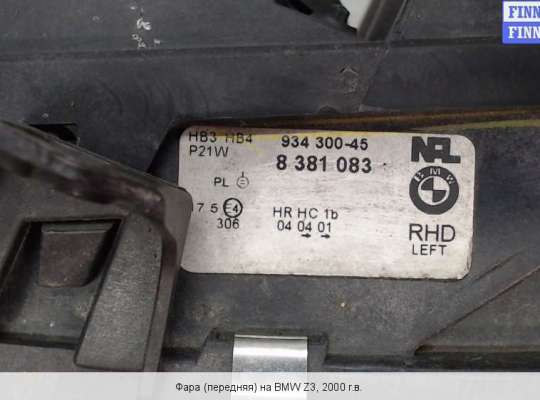 FINN
FINN
HB3 HB4 934 300-45 NAL
P21W 8 381 083
PL
7 5 E4 HR HC 1b RHD
306 04 04 01 LEFT
Фара (передняя) на BMW Z3, 2000 г.в.